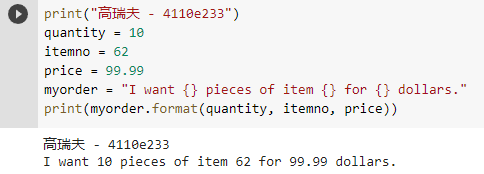 print("高瑞夫 - 4110e233")
quantity = 10
itemno = 62
price = 99.99
myorder = "I want {} pieces of item {} for {} dollars."
print(myorder.format(quantity, itemno, price))
高瑞夫 - 4110e233
I want 10 pieces of item 62 for 99.99 dollars.